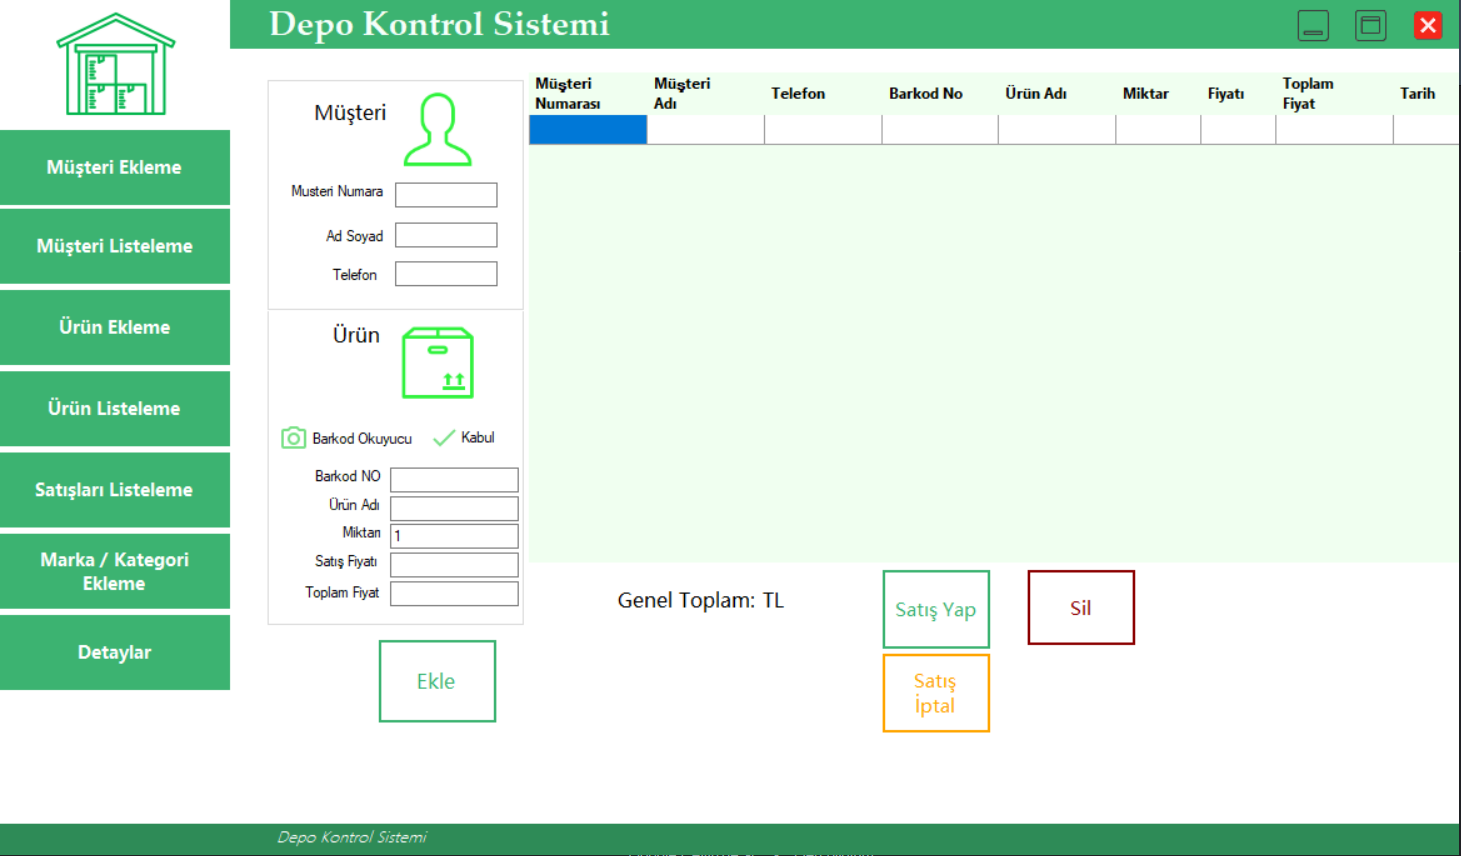 Depo Kontrol Sistemi
Müşteri Ekleme
Müşteri Listeleme
Ürün Ekleme
Ürün Listeleme
Satışları Listeleme
Marka / Kategori
Ekleme
Detaylar
Müşteri
Musteri Numara
Ad Soyad
Telefon
Ürün
Barkod Okuyucu
Kabul
Barkod NO
Ürün Adı
Miktarı
1
Satış Fiyatı
Toplam Fiyat
Ekle
Müşteri
Numarası
Müşteri
Adı
Telefon
Barkod No
Ürün Adı
Miktar
Fiyatı
Toplam
Fiyat
Tarih
Genel Toplam: TL
Satış Yap
Sil
Satış
İptal
Depo Kontrol Sistemi